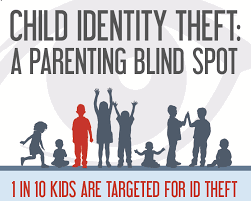 CHILD IDENTITY THEFT:
A PARENTING BLIND SPOT
1 IN 10 KIDS ARE TARGETED FOR ID THEFT